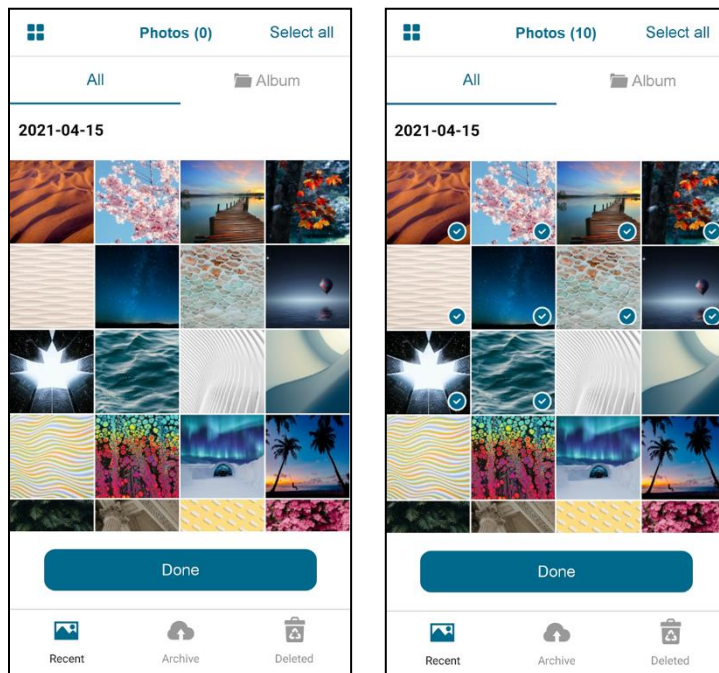 Photos (0) Select all
All Album
2021-04-15
Done
Recent Archive Deleted
Photos (10) Select all
All Album
2021-04-15
Done
Recent Archive Deleted